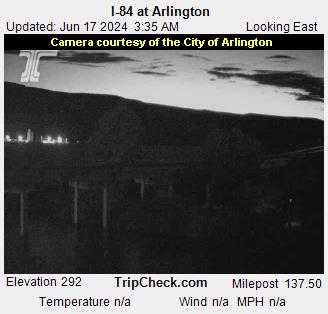 I-84 at Arlington
Updated: Jun 17 2024 3:35 AM Looking East
Camera courtesy of the City of Arlington
Elevation 292 TripCheck.com Milepost 137.50
Temperature n/a Wind n/a MPH n/a